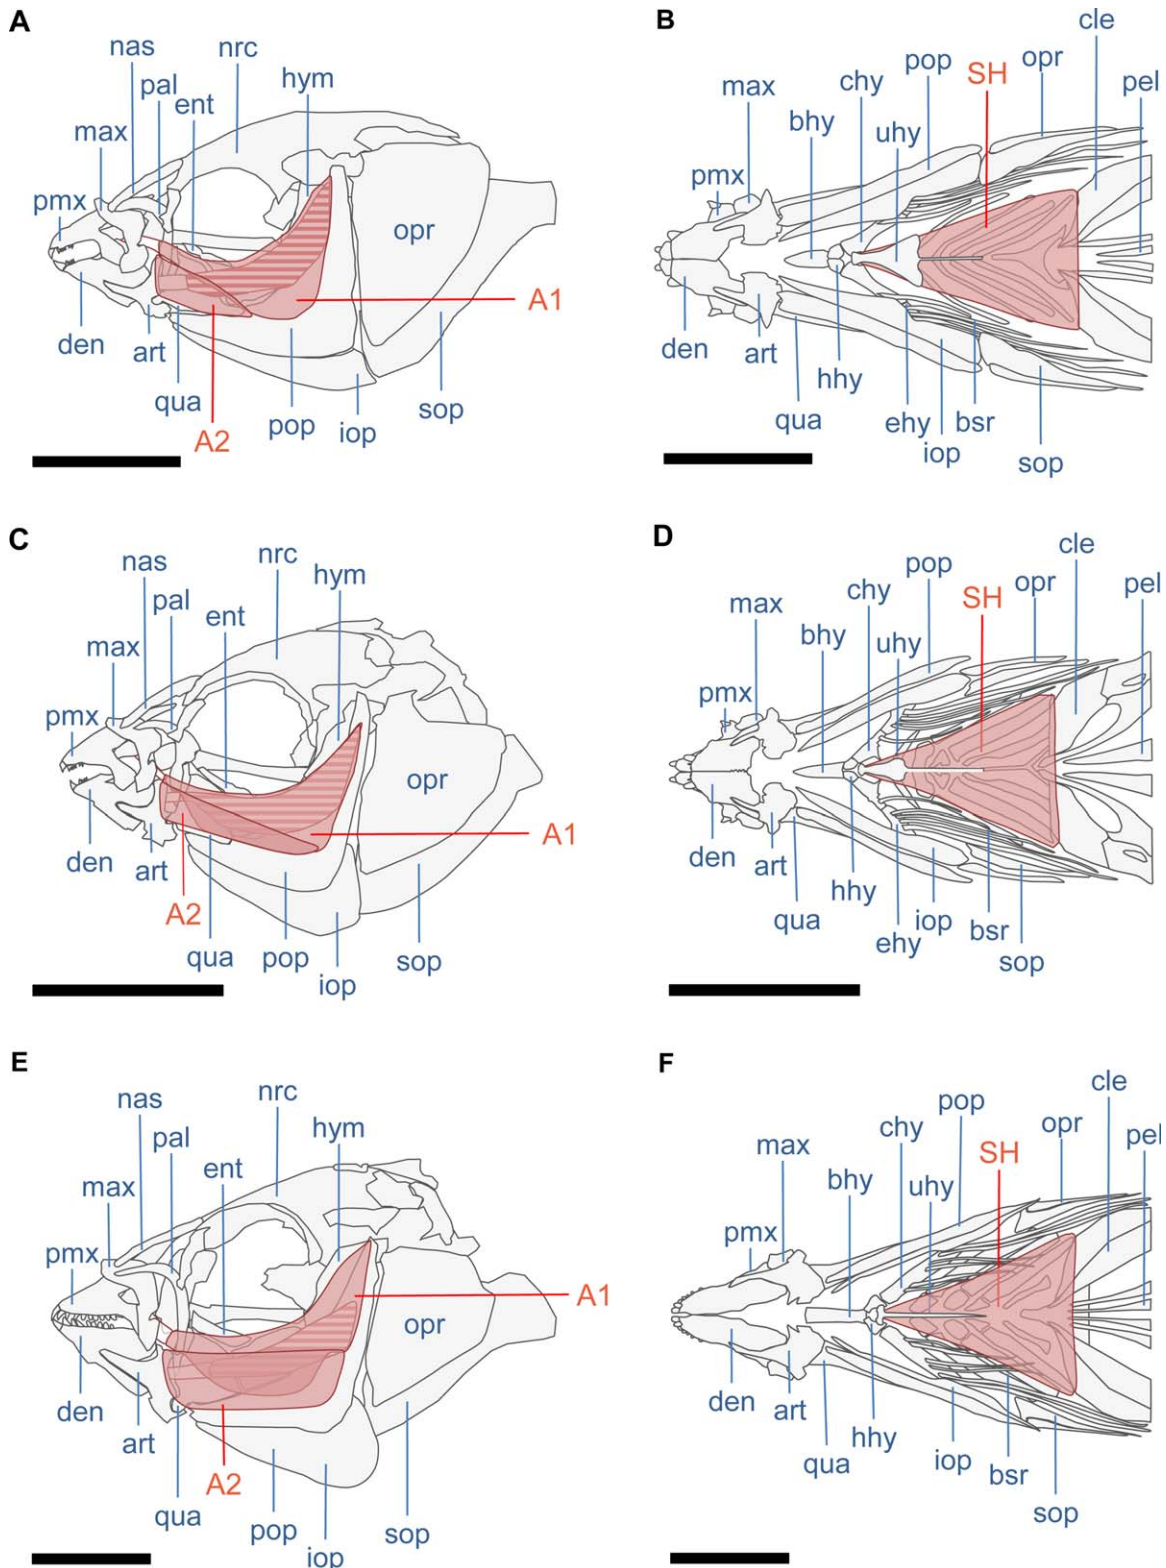 A
nas
nrc
pal
ent
hym
max
pmx
opr
A1
den
art
qua
A2
pop
iop
sop
B
cle
opr
SH
pop
pel
chy
max
uhy
bhy
pmx
den
art
qua
hhy
ehy
bsr
iop
sop
C
nrc
nas
hym
pal
ent
max
pmx
opr
A1
den
art
A2
qua
pop
iop
sop
D
cle
pop
opr
pel
SH
chy
max
uhy
bhy
pmx
den
art
qua
hhy
ehy
iop
bsr
sop
E
nrc
nas
hym
pal
ent
max
pmx
A1
opr
den
art
A2
qua
pop
iop
sop
F
cle
pop
opr
pel
chy
SH
max
uhy
bhy
pmx
den
art
qua
hhy
iop
bsr
sop